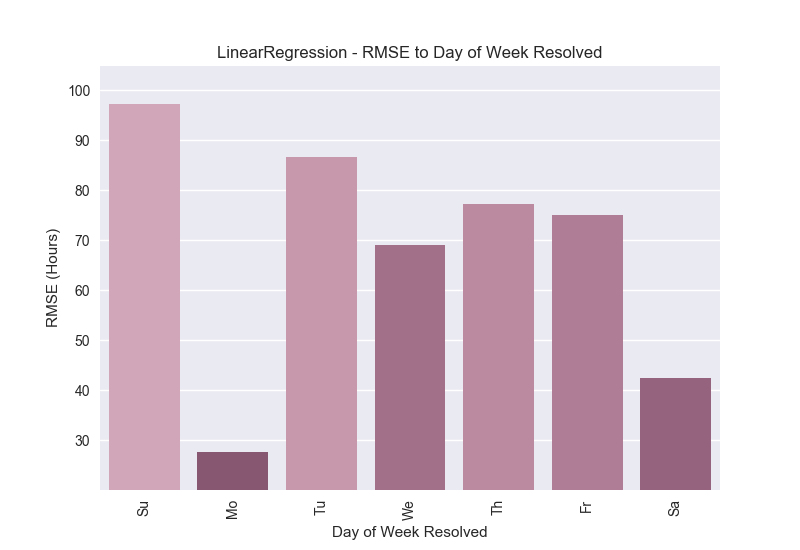 LinearRegression - RMSE to Day of Week Resolved
100
90
80
70
60
50
40
30
RMSE (Hours)
Su
Mo
Tu
We
Th
Fr
Sa
Day of Week Resolved